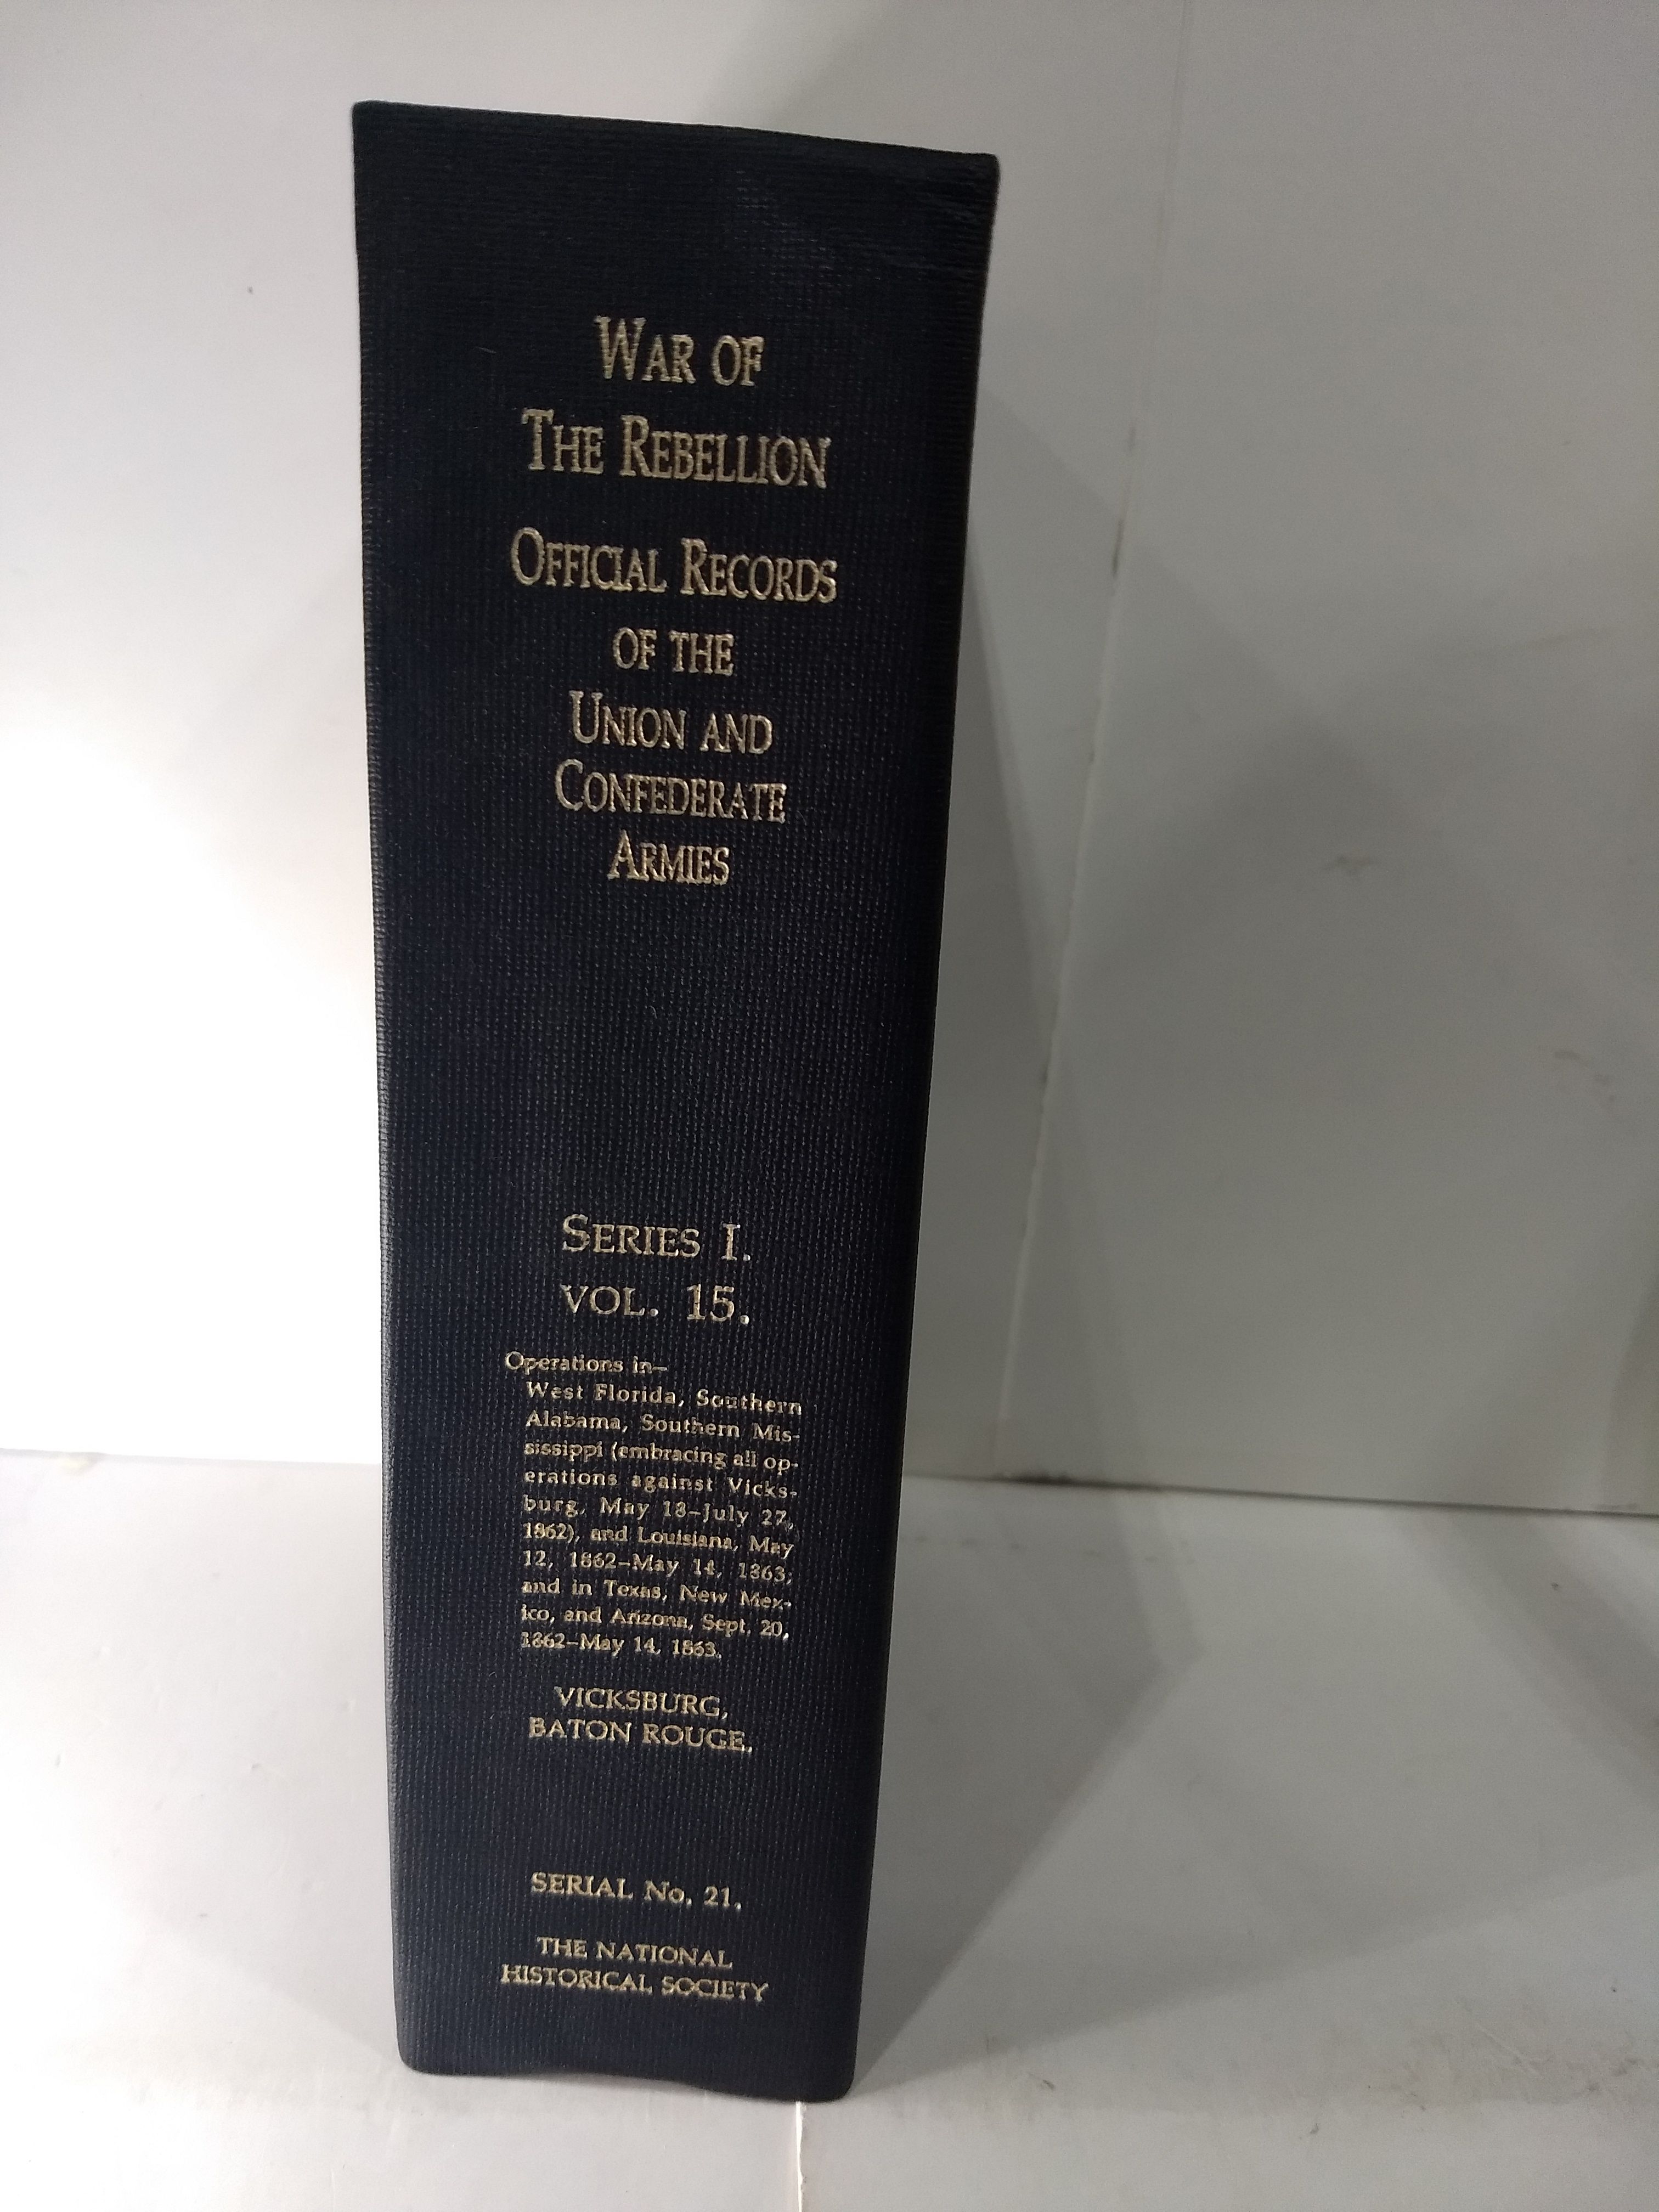 WAR OF
THE REBELLION
OFFICIAL RECORDS
OF THE
UNION AND
CONFEDERATE
ARMIES
SERIES I.
VOL. 15.
Operations in–
West Florida, Southern
Alabama, Southern Mis-
sissippi (embracing all op-
erations against Vicks-
burg, May 18–July 27,
1862), and Louisiana, May
12, 1862–May 14, 1863;
and in Texas, New Mex-
ico, and Arizona, Sept. 20,
1862–May 14, 1863.
VICKSBURG,
BATON ROUGE.
SERIAL No. 21.
THE NATIONAL
HISTORICAL SOCIETY